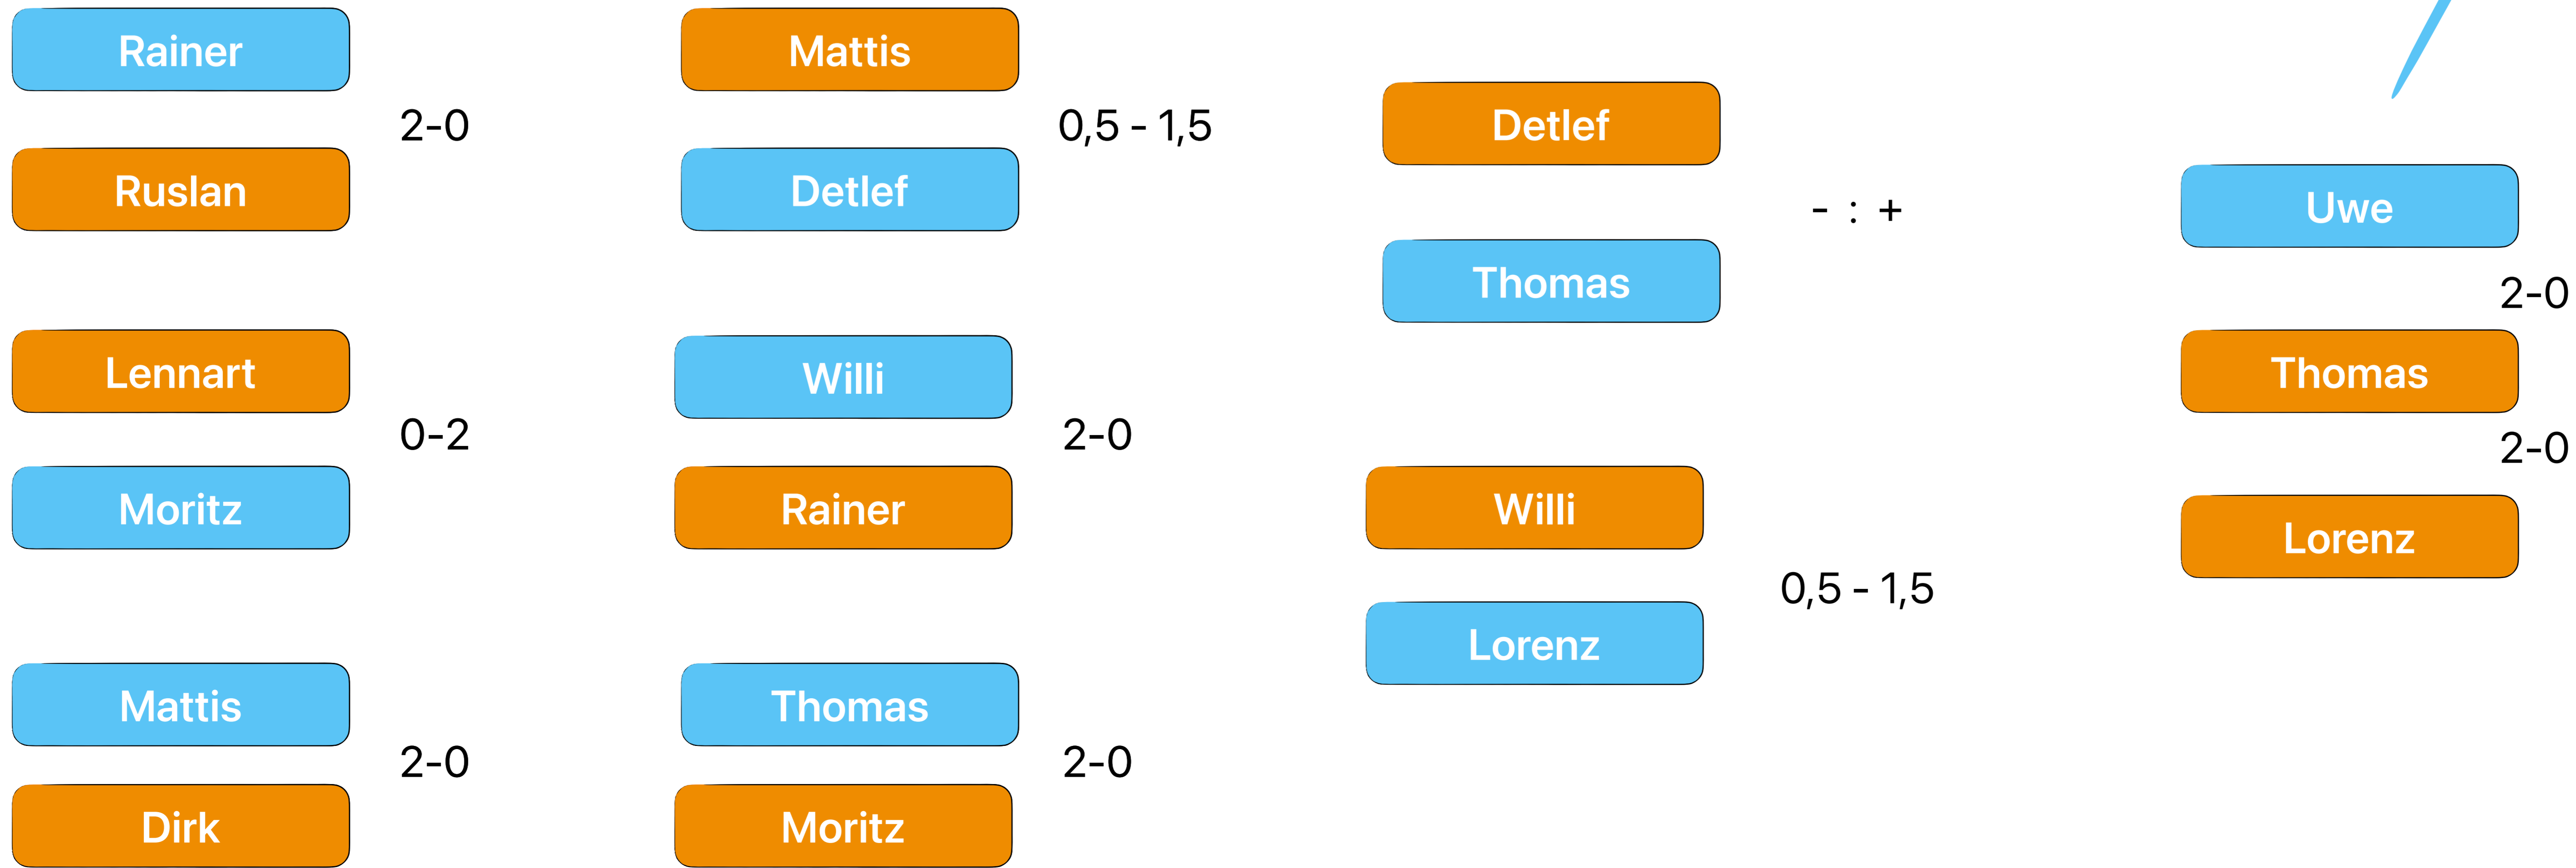 Rainer
2-0
Ruslan
Lennart
0-2
Moritz
Mattis
2-0
Dirk
Mattis
0,5 - 1,5
Detlef
Willi
2-0
Rainer
Thomas
2-0
Moritz
Detlef
- : +
Thomas
Willi
0,5 - 1,5
Lorenz
Uwe
2-0
Thomas
2-0
Lorenz